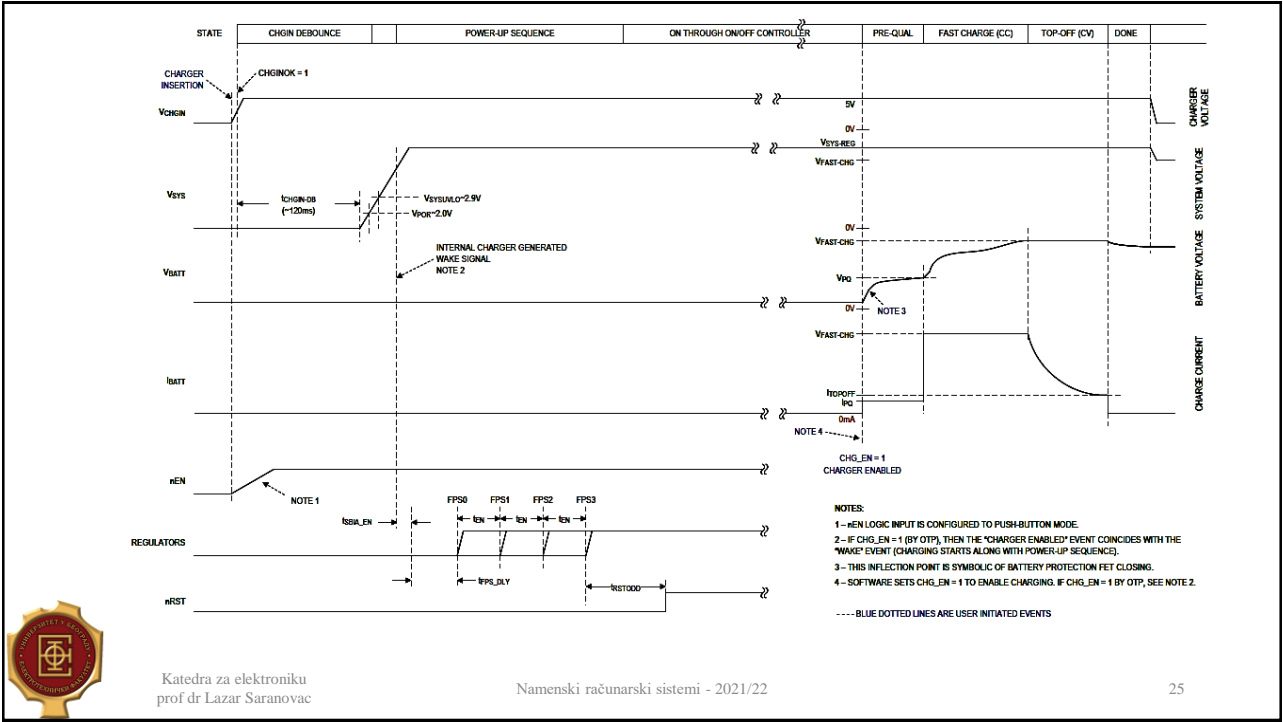 STATE
CHGIN DEBOUNCE
POWER-UP SEQUENCE
ON THROUGH ON/OFF CONTROLLER
PRE-QUAL
FAST CHARGE (CC)
TOP-OFF (CV)
DONE
CHARGER
INSERTION
CHGINOK = 1
VCHGIN
5V
0V
CHARGER
VOLTAGE
VSYS-REG
VFAST-CHG
VSYS
tCHGIN-DB
(~120ms)
VSYSUVLO~2.9V
VPOR~2.0V
0V
SYSTEM VOLTAGE
INTERNAL CHARGER GENERATED
WAKE SIGNAL
NOTE 2
VBATT
VFAST-CHG
VPQ
0V
NOTE 3
BATTERY VOLTAGE
VFAST-CHG
IBATT
ITOPOFF
IPQ
0mA
CHARGE CURRENT
NOTE 4
CHG_EN = 1
CHARGER ENABLED
nEN
NOTE 1
tSBIA_EN
FPS0
FPS1
FPS2
FPS3
tEN
tEN
tEN
REGULATORS
tFPS_DLY
tRSTODD
nRST
NOTES:
1 – nEN LOGIC INPUT IS CONFIGURED TO PUSH-BUTTON MODE.
2 – IF CHG_EN = 1 (BY OTP), THEN THE "CHARGER ENABLED" EVENT COINCIDES WITH THE
"WAKE" EVENT (CHARGING STARTS ALONG WITH POWER-UP SEQUENCE).
3 – THIS INFLECTION POINT IS SYMBOLIC OF BATTERY PROTECTION FET CLOSING.
4 – SOFTWARE SETS CHG_EN = 1 TO ENABLE CHARGING. IF CHG_EN = 1 BY OTP, SEE NOTE 2.
---- BLUE DOTTED LINES ARE USER INITIATED EVENTS
УНИВЕРЗИТЕТ У БЕОГРАДУ
ЕЛЕКТРОТЕХНИЧКИ ФАКУЛТЕТ
Katedra za elektroniku
prof dr Lazar Saranovac
Namenski računarski sistemi - 2021/22
25